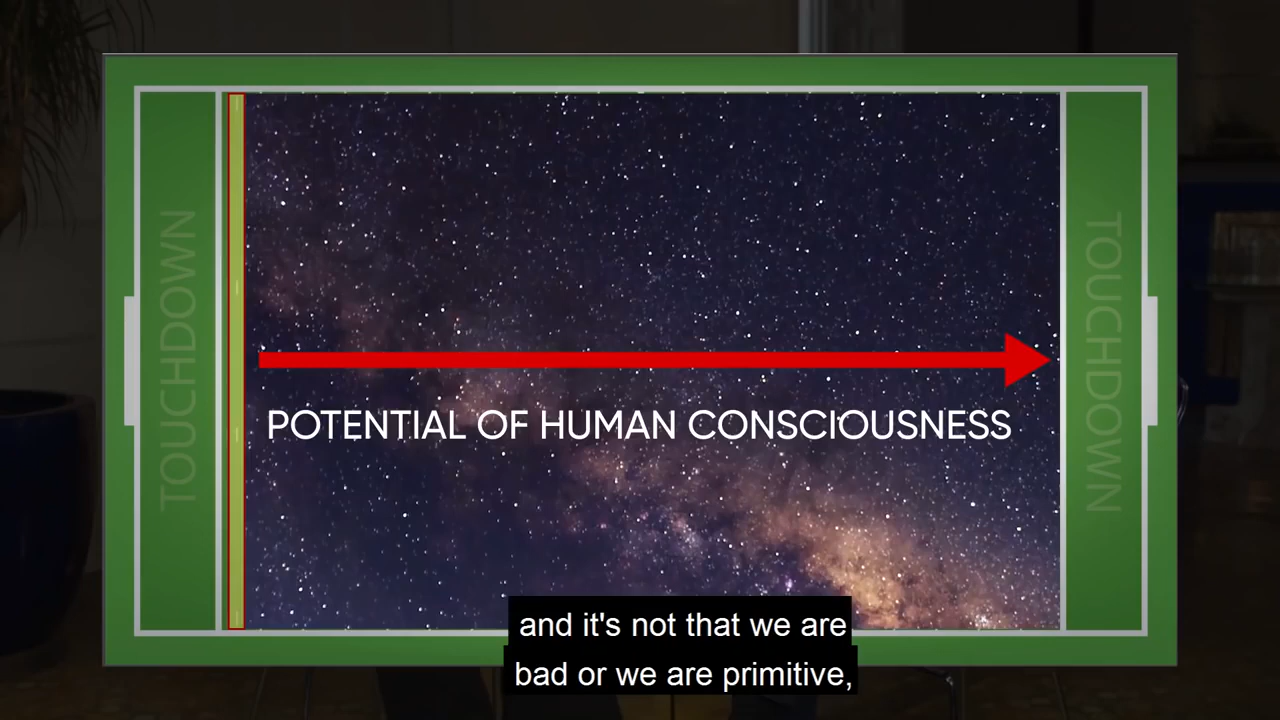 TOUCHDOWN
TOUCHDOWN
POTENTIAL OF HUMAN CONSCIOUSNESS
and it's not that we are
bad or we are primitive,